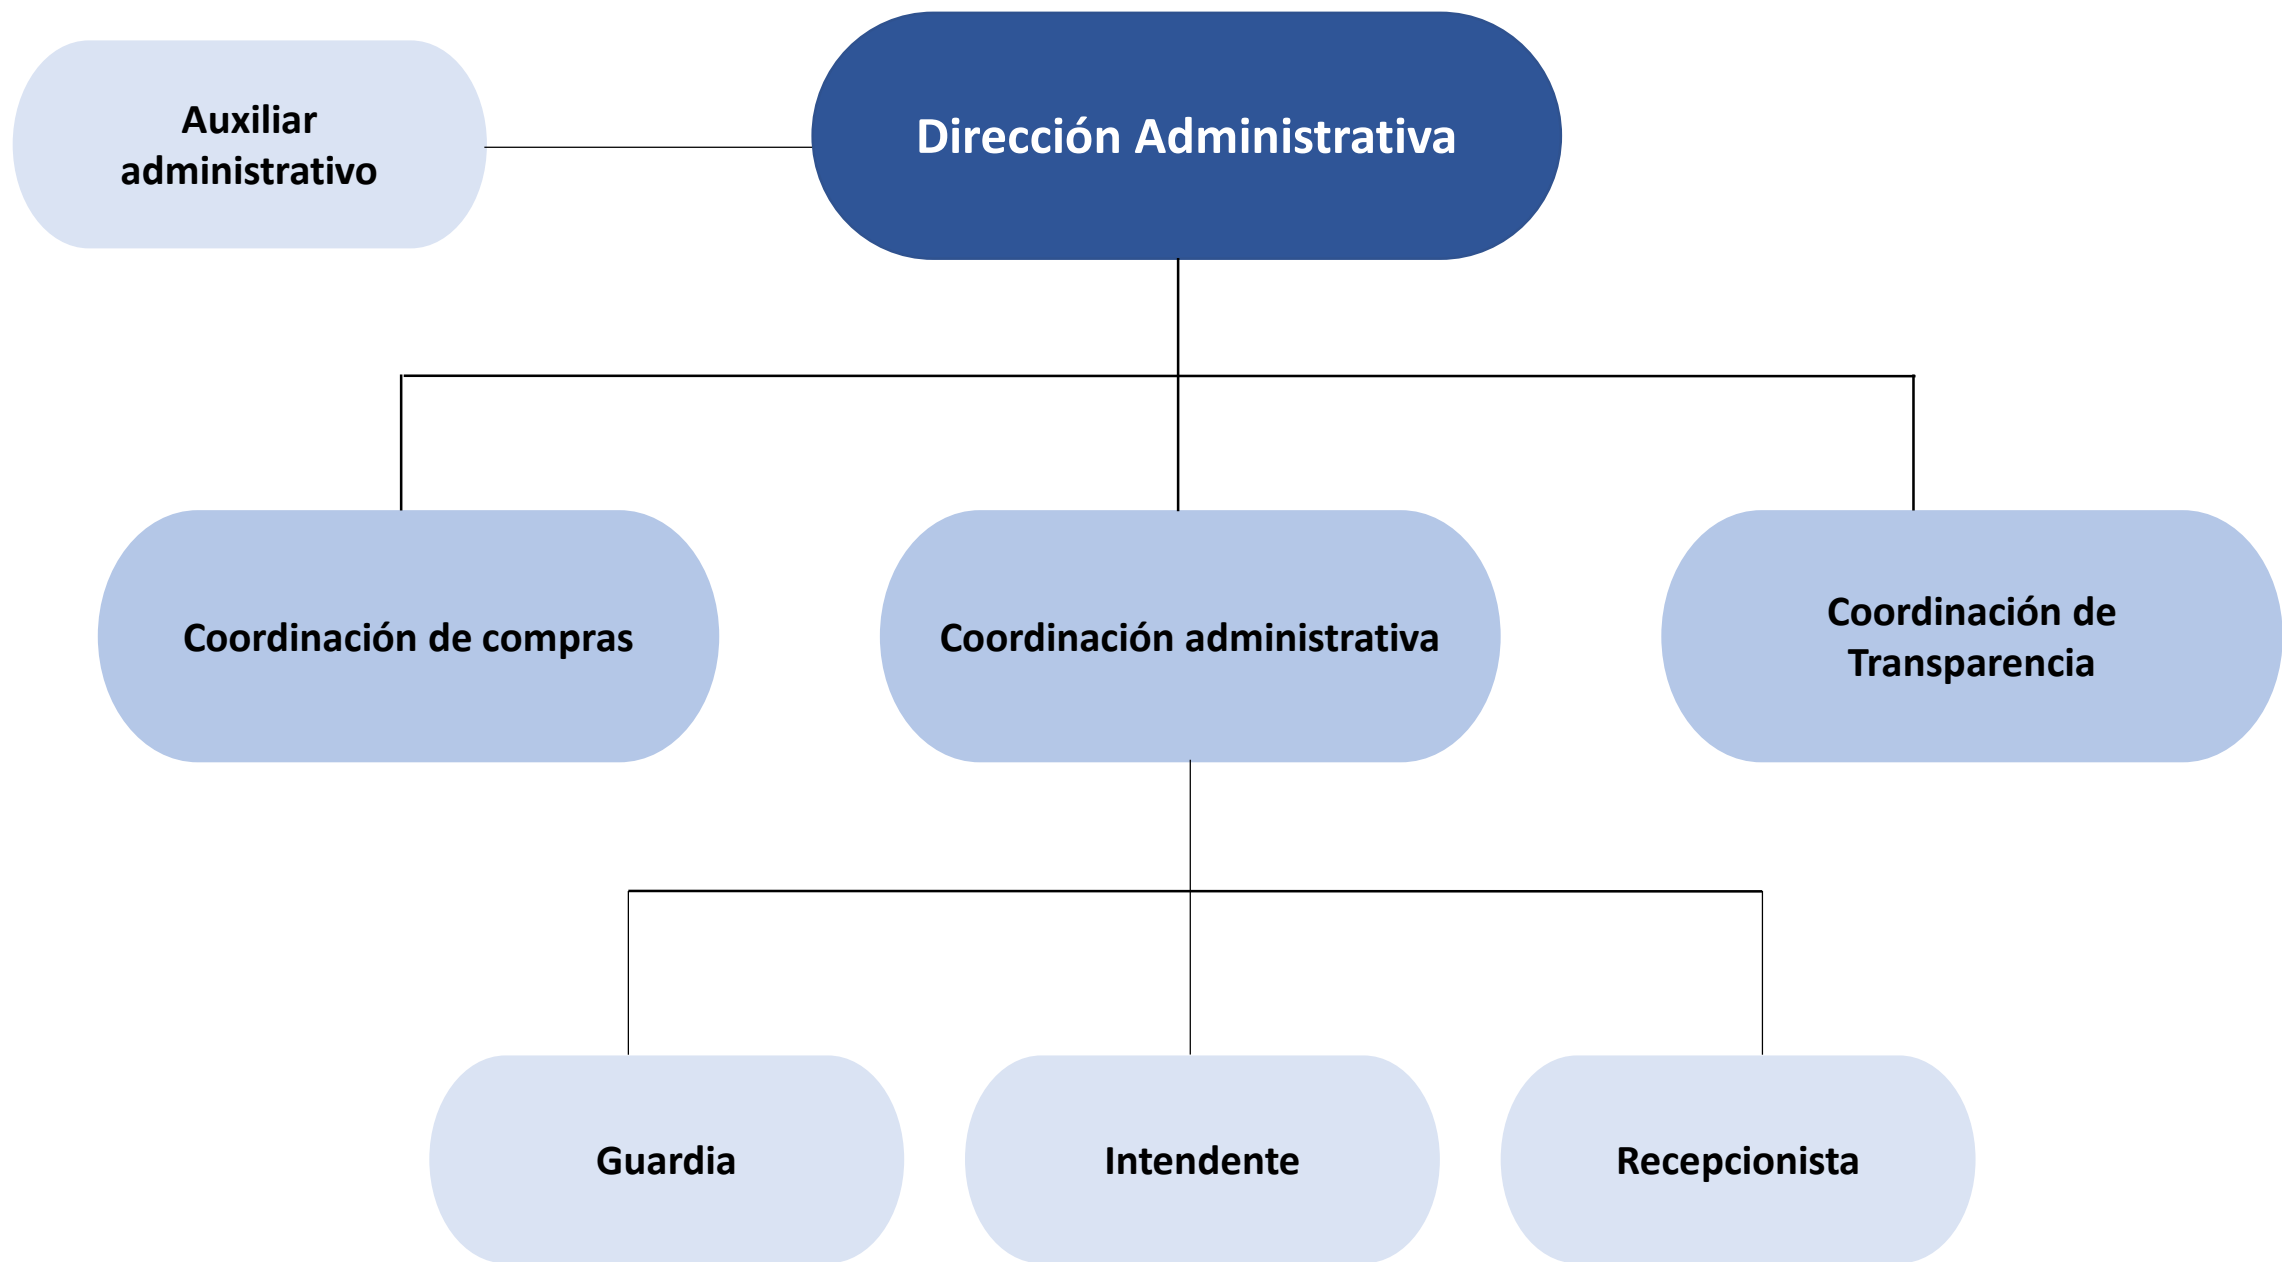 Auxiliar
administrativo
Dirección Administrativa
Coordinación de compras
Coordinación administrativa
Coordinación de
Transparencia
Guardia
Intendente
Recepcionista